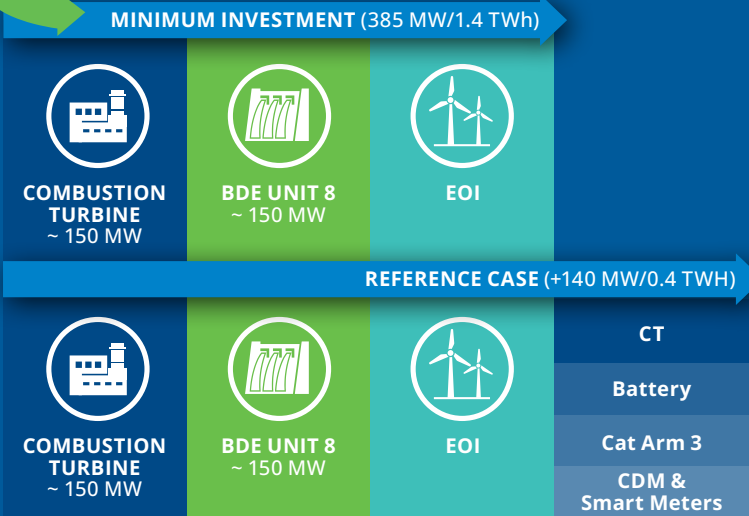 MINIMUM INVESTMENT (385 MW/1.4 TWh)
COMBUSTION
TURBINE
~ 150 MW
BDE UNIT 8
~ 150 MW
EOI
REFERENCE CASE (+140 MW/0.4 TWH)
COMBUSTION
TURBINE
~ 150 MW
BDE UNIT 8
~ 150 MW
EOI
CT
Battery
Cat Arm 3
CDM &
Smart Meters